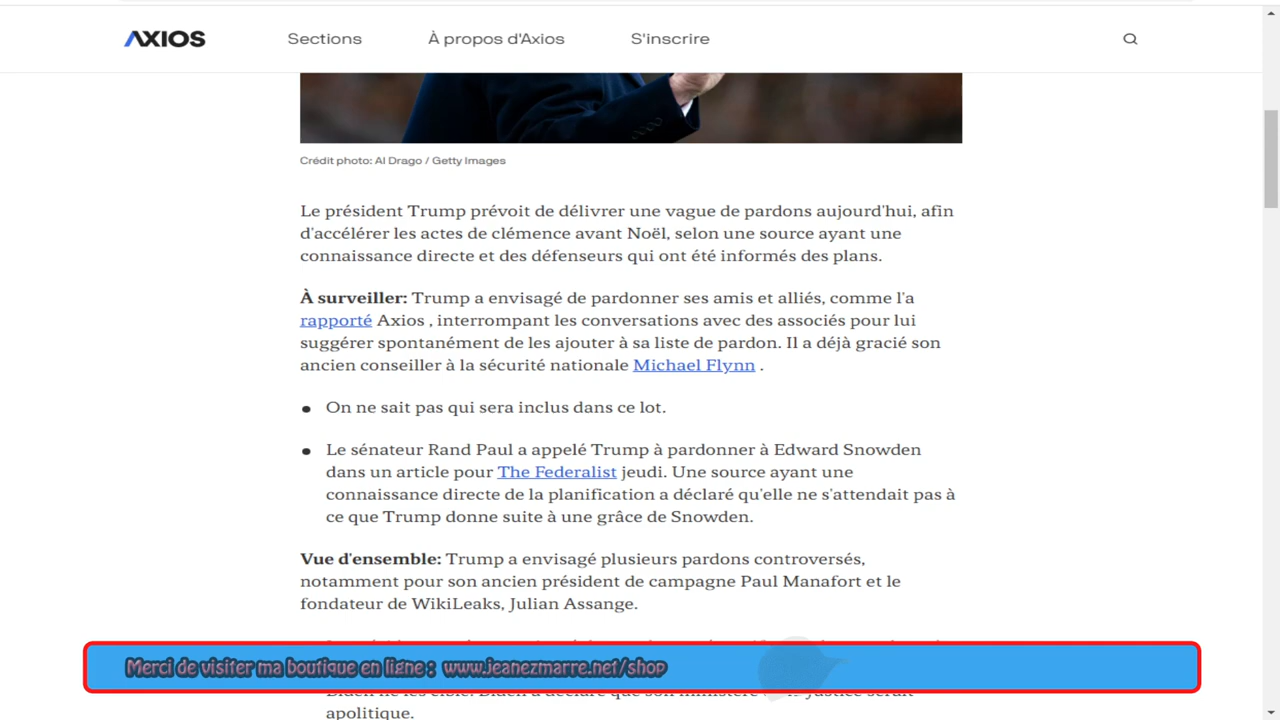 AXIOS Sections À propos d'Axios S'inscrire
Crédit photo: Al Drago / Getty Images
Le président Trump prévoit de délivrer une vague de pardons aujourd'hui, afin
d'accélérer les actes de clémence avant Noël, selon une source ayant une
connaissance directe et des défenseurs qui ont été informés des plans.
À surveiller: Trump a envisagé de pardonner ses amis et alliés, comme l'a
rapporté Axios , interrompant les conversations avec des associés pour lui
suggérer spontanément de les ajouter à sa liste de pardon. Il a déjà gracié son
ancien conseiller à la sécurité nationale Michael Flynn .
• On ne sait pas qui sera inclus dans ce lot.
• Le sénateur Rand Paul a appelé Trump à pardonner à Edward Snowden
dans un article pour The Federalist jeudi. Une source ayant une
connaissance directe de la planification a déclaré qu'elle ne s'attendait pas à
ce que Trump donne suite à une grâce de Snowden.
Vue d'ensemble: Trump a envisagé plusieurs pardons controversés,
notamment pour son ancien président de campagne Paul Manafort et le
fondateur de WikiLeaks, Julian Assange.
Merci de visiter ma boutique en ligne : www.jeanezmarre.net/shop
apolitique.